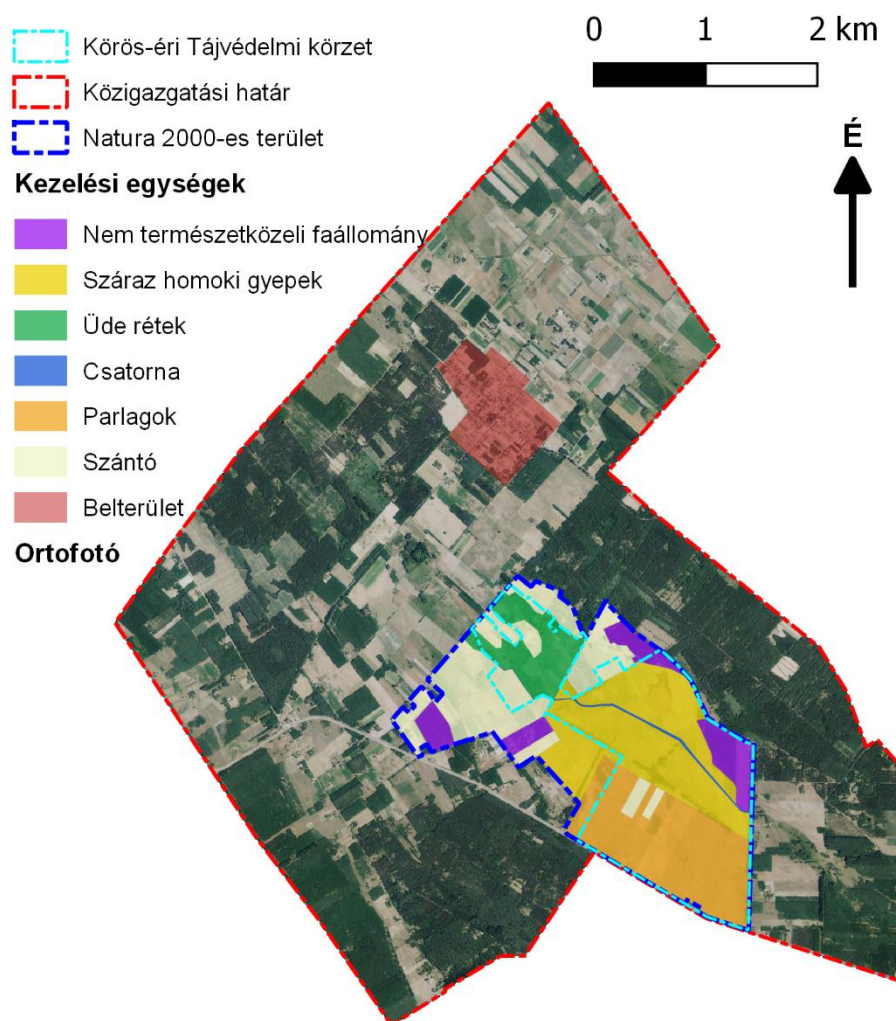 Körös-éri Tájvédelmi körzet
Közigazgatási határ
Natura 2000-es terület
Kezelési egységek
Nem természetközeli faállomány
Száraz homoki gyepek
Üde rétek
Csatorna
Parlagok
Szántó
Belterület
Ortofotó
0 1 2 km
É